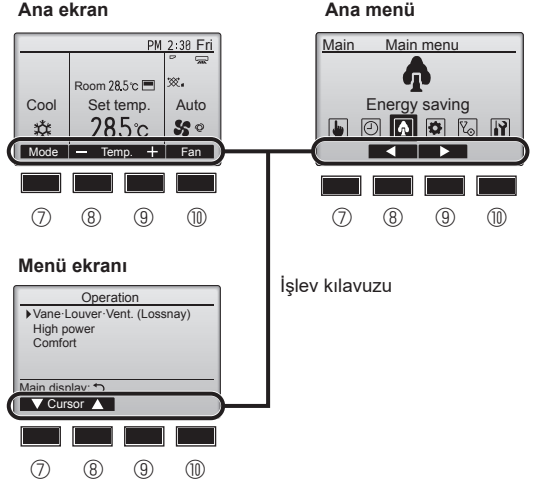 Ana ekran
PM 2:30 Fri
Room 28.5°c
Cool Set temp. Auto
28.5°c
Mode − Temp. + Fan
⑦ ⑧ ⑨ ⑩
Ana menü
Main Main menu
Energy saving
⑦ ⑧ ⑨ ⑩
İşlev kılavuzu
Menü ekranı
Operation
Vane·Louver·Vent. (Lossnay)
High power
Comfort
Main display:
Cursor
⑦ ⑧ ⑨ ⑩